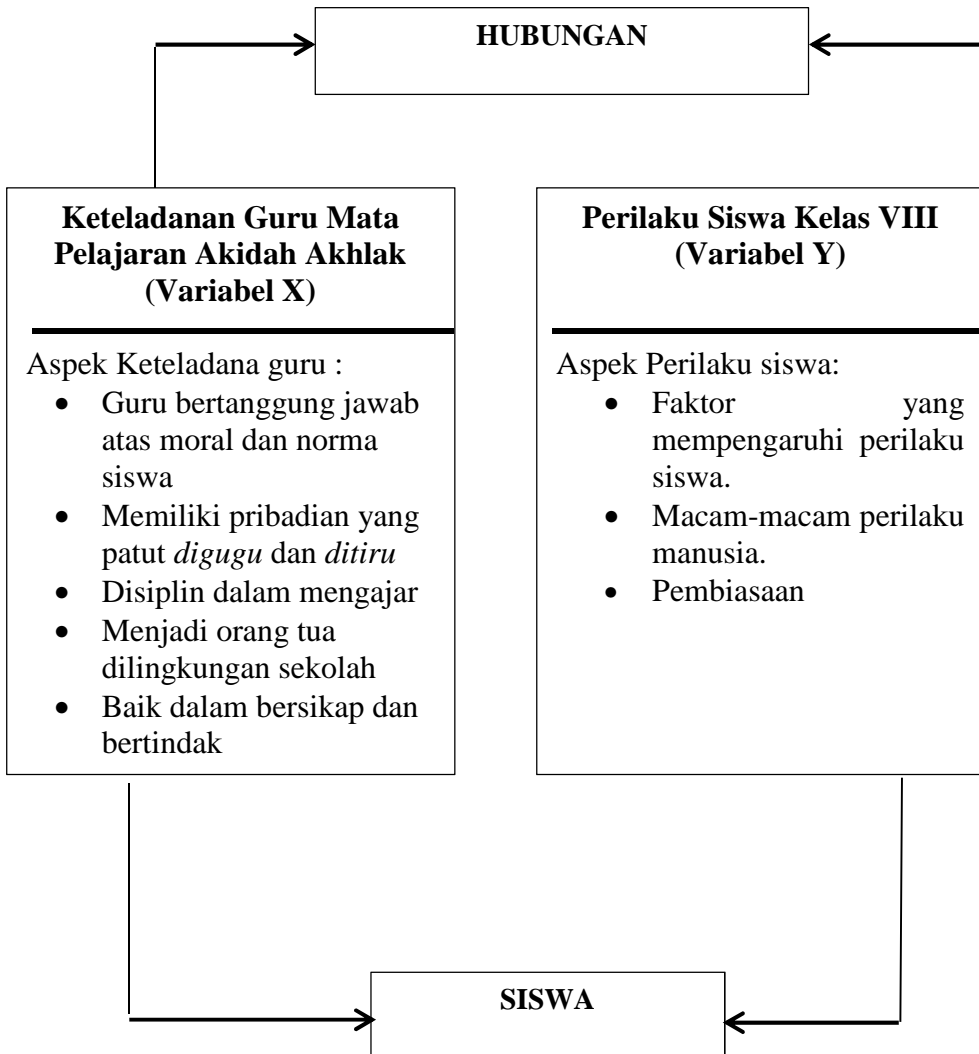 HUBUNGAN
Keteladanan Guru Mata
Pelajaran Akidah Akhlak
(Variabel X)
Aspek Keteladana guru :
• Guru bertanggung jawab
atas moral dan norma
siswa
• Memiliki pribadian yang
patut digugu dan ditiru
• Disiplin dalam mengajar
• Menjadi orang tua
dilingkungan sekolah
• Baik dalam bersikap dan
bertindak
Perilaku Siswa Kelas VIII
(Variabel Y)
Aspek Perilaku siswa:
• Faktor yang
mempengaruhi perilaku
siswa.
• Macam-macam perilaku
manusia.
• Pembiasaan
SISWA